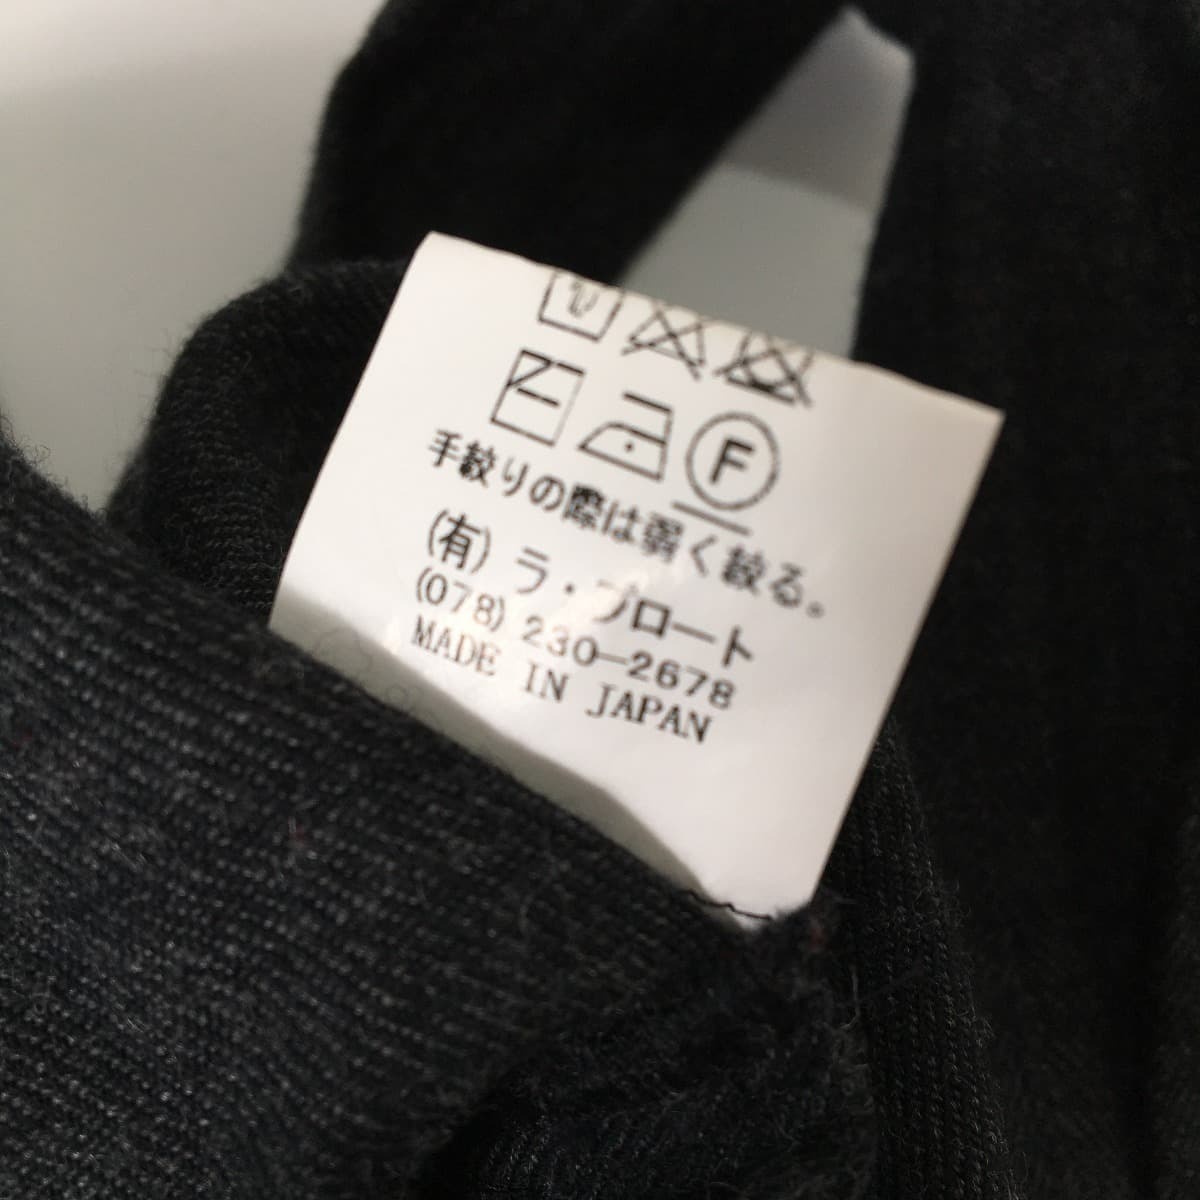 F
手絞りの際は弱く絞る。
(有) ラ・ブロート
(078) 230-2678
MADE IN JAPAN